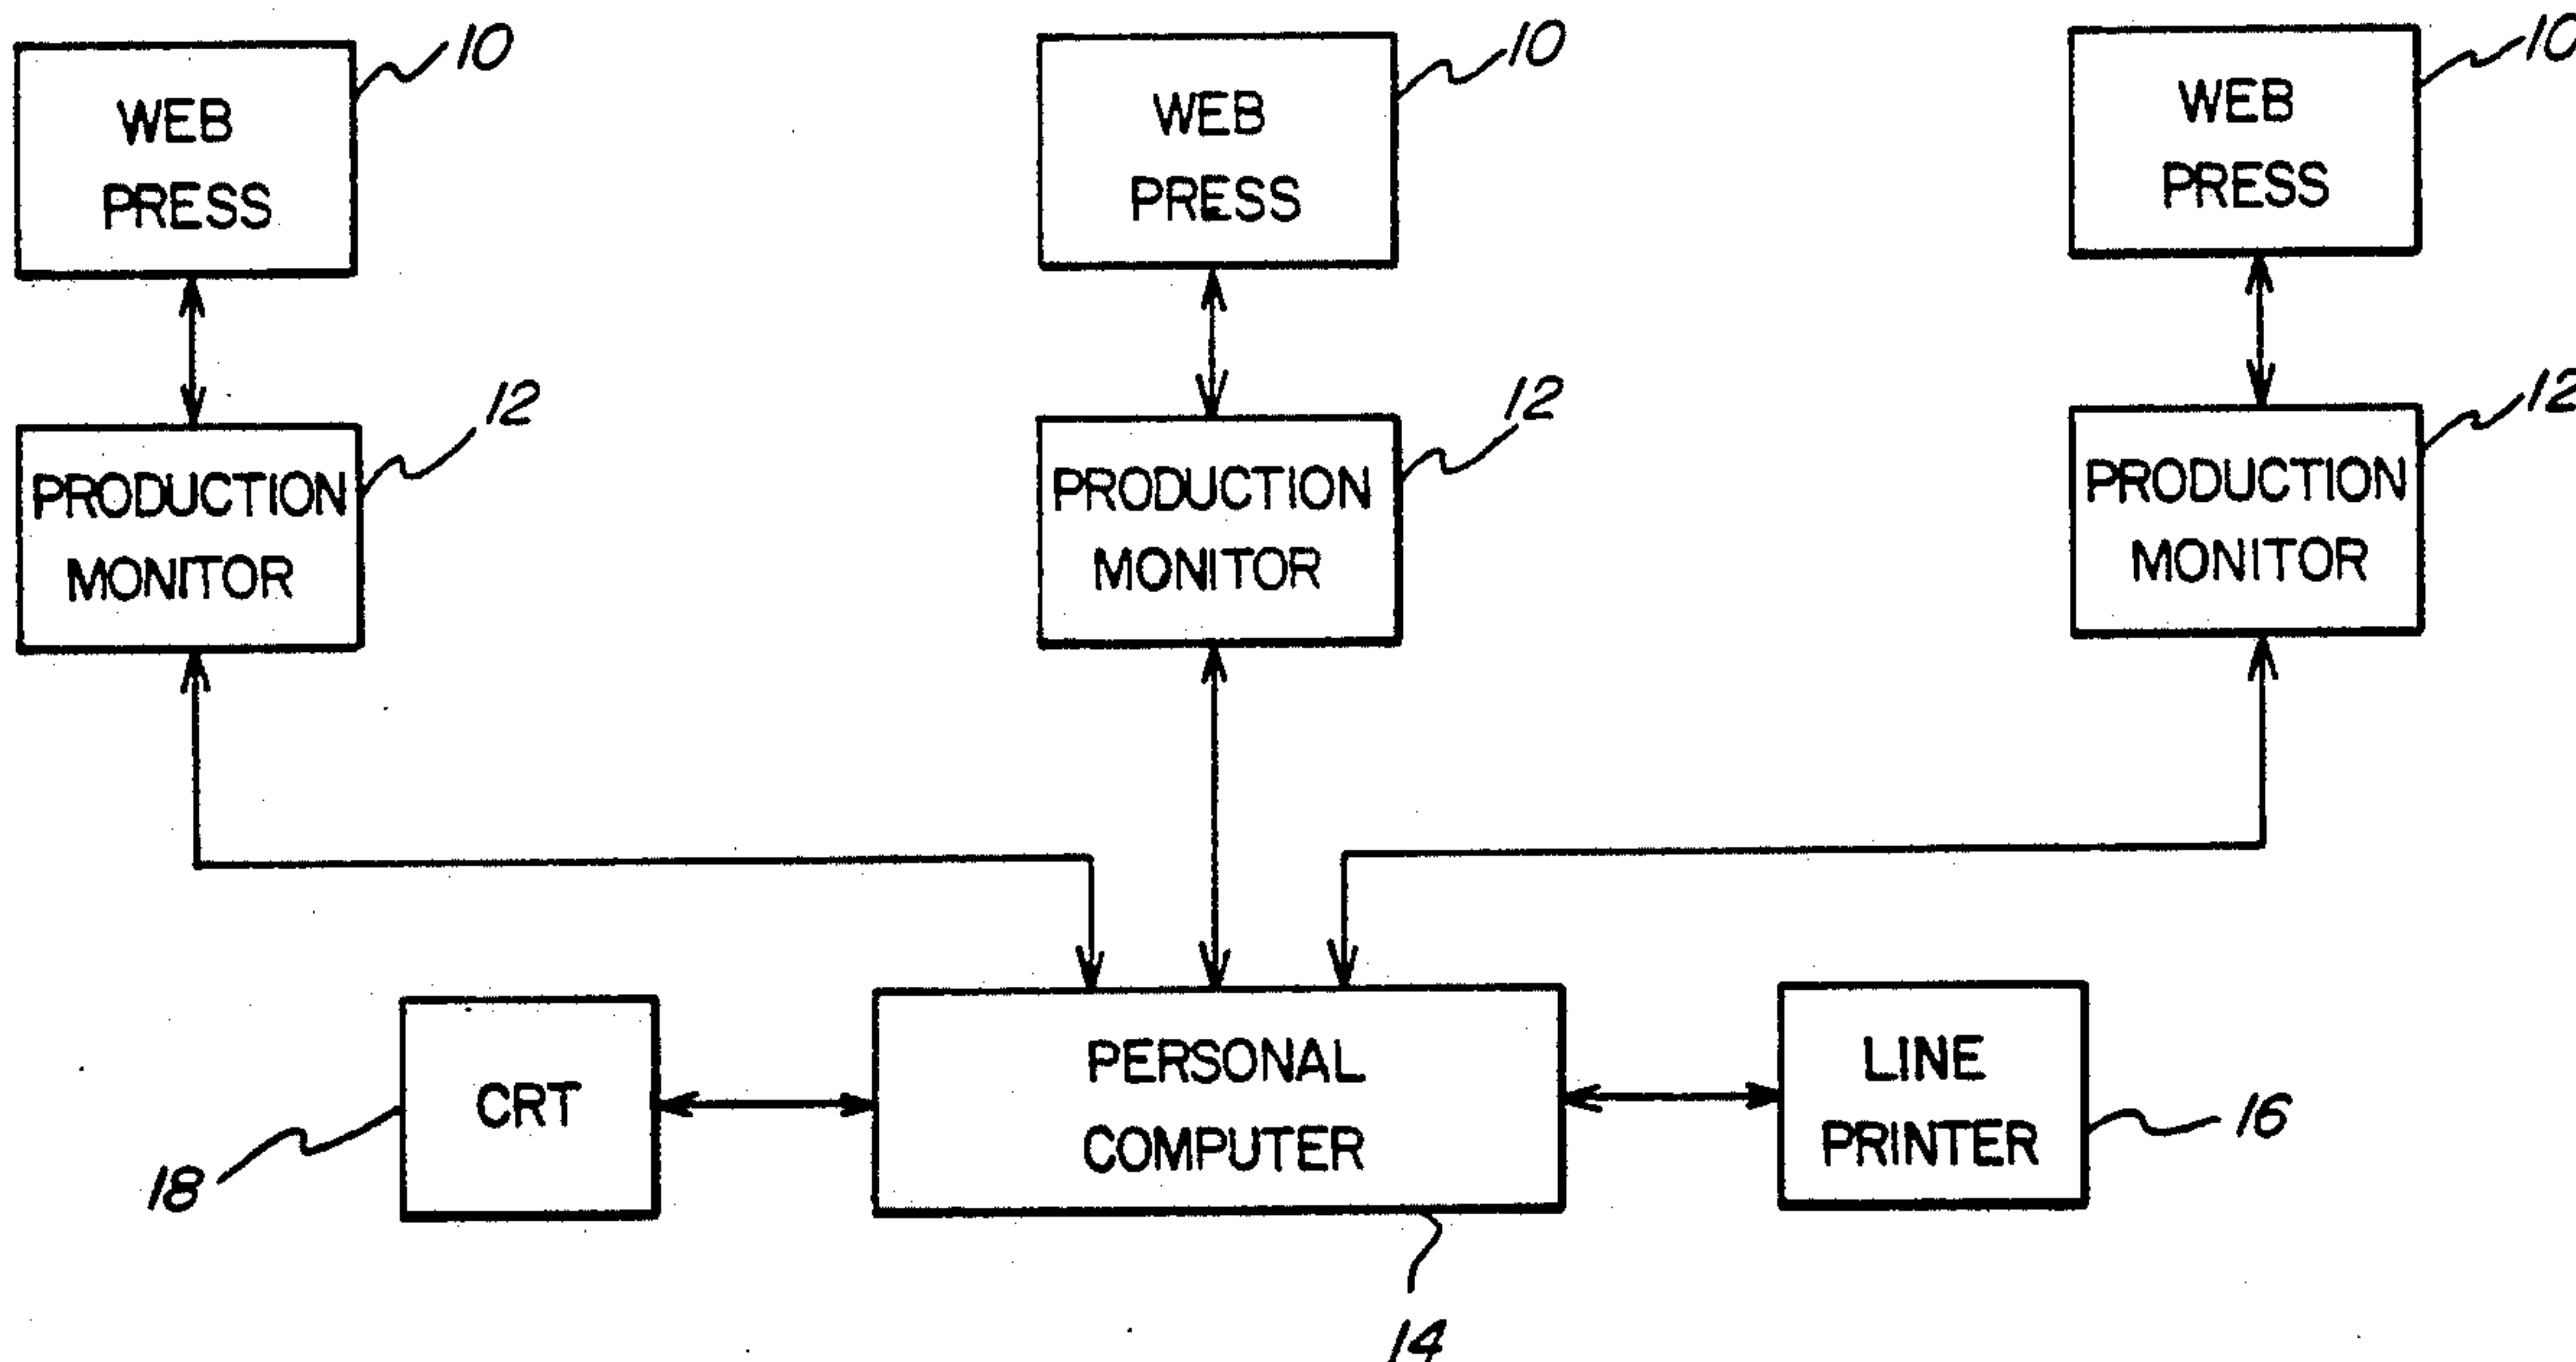 10
10
10
WEB
PRESS
WEB
PRESS
WEB
PRESS
12
12
12
PRODUCTION
MONITOR
PRODUCTION
MONITOR
PRODUCTION
MONITOR
CRT
PERSONAL
COMPUTER
LINE
PRINTER
18
16
14